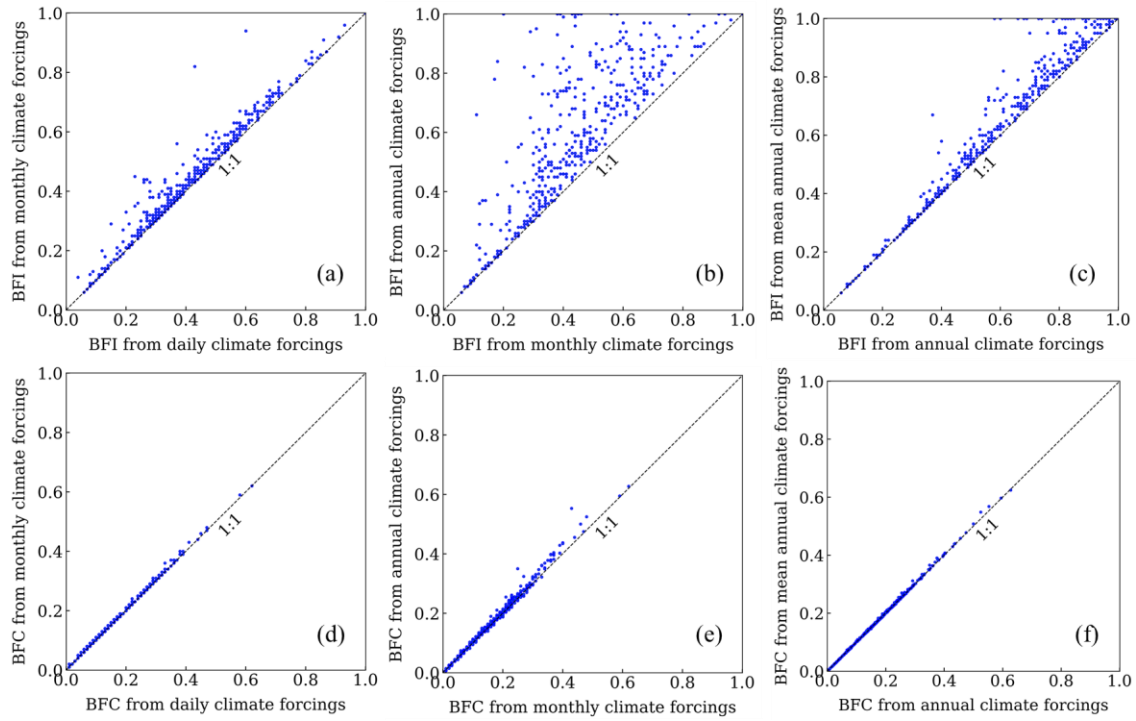 BFI from monthly climate forcings
1.0
0.8
0.6
0.4
0.2
0.0
0.0 0.2 0.4 0.6 0.8 1.0
1:1
(a)
BFI from daily climate forcings
BFI from annual climate forcings
1.0
0.8
0.6
0.4
0.2
0.0
0.0 0.2 0.4 0.6 0.8 1.0
1:1
(b)
BFI from monthly climate forcings
BFI from mean annual climate forcings
1.0
0.8
0.6
0.4
0.2
0.0
0.0 0.2 0.4 0.6 0.8 1.0
1:1
(c)
BFI from annual climate forcings
BFC from monthly climate forcings
1.0
0.8
0.6
0.4
0.2
0.0
0.0 0.2 0.4 0.6 0.8 1.0
1:1
(d)
BFC from daily climate forcings
BFC from annual climate forcings
1.0
0.8
0.6
0.4
0.2
0.0
0.0 0.2 0.4 0.6 0.8 1.0
1:1
(e)
BFC from monthly climate forcings
BFC from mean annual climate forcings
1.0
0.8
0.6
0.4
0.2
0.0
0.0 0.2 0.4 0.6 0.8 1.0
1:1
(f)
BFC from annual climate forcings